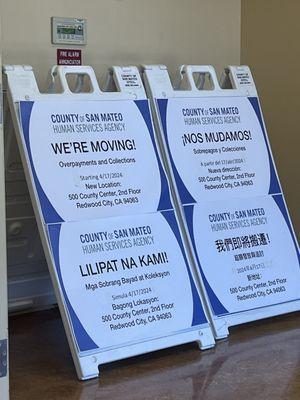 FIRE ALARM
ANNUNCIATOR
COUNTY OF SAN MATEO
HUMAN SERVICES AGENCY
WE'RE MOVING!
Overpayments and Collections
Starting 4/17/2024
New Location:
500 County Center, 2nd Floor
Redwood City, CA 94063
COUNTY OF SAN MATEO
HUMAN SERVICES AGENCY
LILIPAT NA KAMI!
Mga Sobrang Bayad at Koleksyon
Simula 4/17/2024
Bagong Lokasyon:
500 County Center, 2nd Floor
Redwood City, CA 94063
COUNTY OF SAN MATEO
HUMAN SERVICES AGENCY
¡NOS MUDAMOS!
Sobrepagos y Colecciones
A partir del 17/abr/2024
Nueva dirección:
500 County Center, 2nd Floor
Redwood City, CA 94063
COUNTY OF SAN MATEO
HUMAN SERVICES AGENCY
我們即將搬遷!
新地址:
500 County Center, 2nd Floor
Redwood City, CA 94063